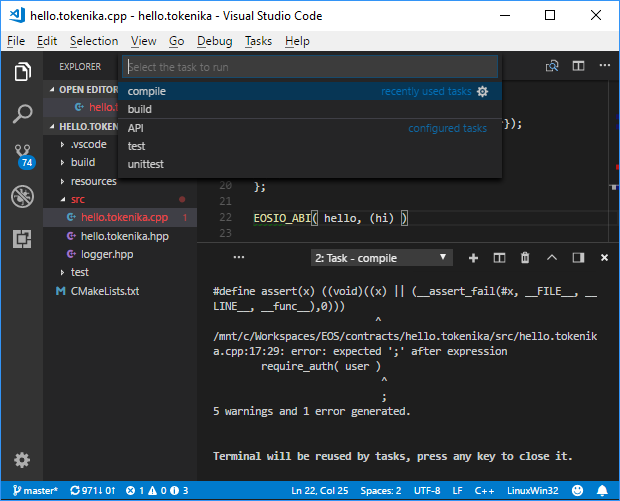 hello.tokenika.cpp - hello.tokenika - Visual Studio Code
File Edit Selection View Go Debug Tasks Help
EXPLORER
Select the task to run
compile recently used tasks
build
API configured tasks
test
unittest
OPEN EDITOR
hello.t
HELLO.TOKEN
.vscode
build
resources
src
hello.tokenika.cpp 1
hello.tokenika.hpp
logger.hpp
test
CMakeLists.txt
74
});
20 };
21
22 EOSIO_ABI( hello, (hi) )
23
2: Task - compile
#define assert(x) ((void)((x) || (__assert_fail(#x, __FILE__, __
LINE__, __func__),0)))
^
/mnt/c/Workspaces/EOS/contracts/hello.tokenika/src/hello.tokenik
a.cpp:17:29: error: expected ';' after expression
require_auth( user )
^
;
5 warnings and 1 error generated.
Terminal will be reused by tasks, press any key to close it.
master* 971↓ 0↑ 1 0 3 Ln 22, Col 25 Spaces: 2 UTF-8 LF C++ LinuxWin32